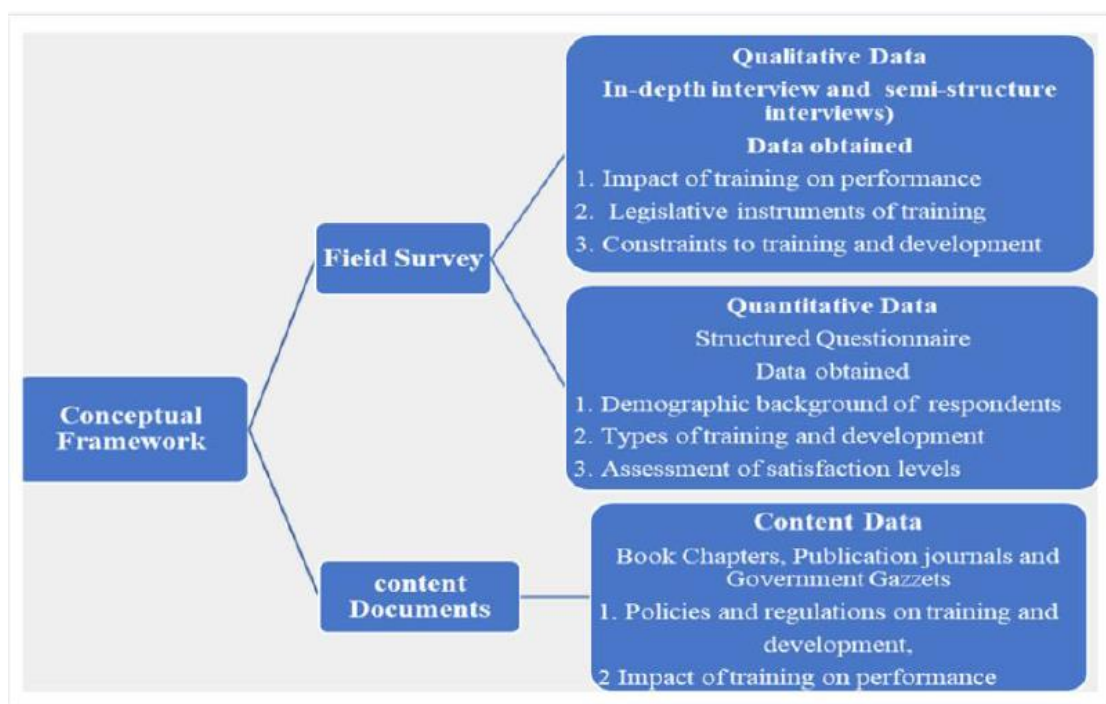 Conceptual
Framework
Field Survey
content
Documents
Qualitative Data
In-depth interview and semi-structure
interviews)
Data obtained
1. Impact of training on performance
2. Legislative instruments of training
3. Constraints to training and development
Quantitative Data
Structured Questionnaire
Data obtained
1. Demographic background of respondents
2. Types of training and development
3. Assessment of satisfaction levels
Content Data
Book Chapters, Publication journals and
Government Gazzets
1. Policies and regulations on training and
development,
2 Impact of training on performance